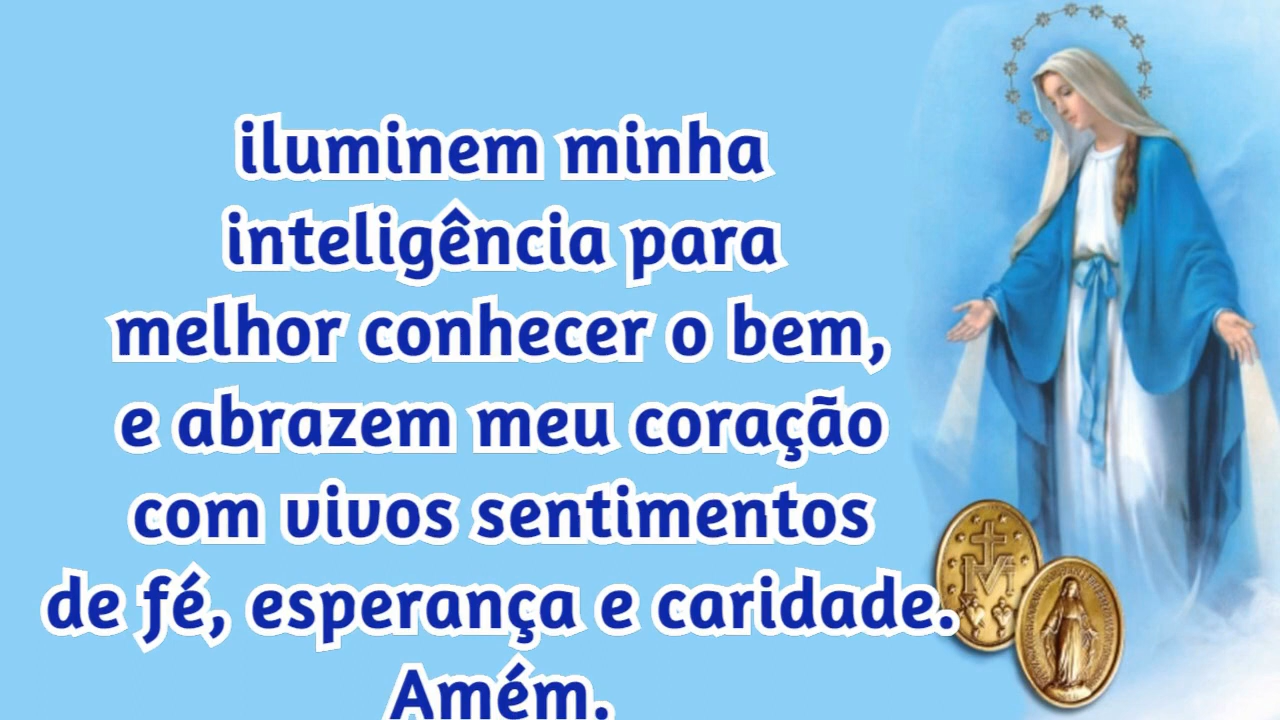 iluminem minha
inteligência para
melhor conhecer o bem,
e abrazem meu coração
com vivos sentimentos
de fé, esperança e caridade.
Amém.